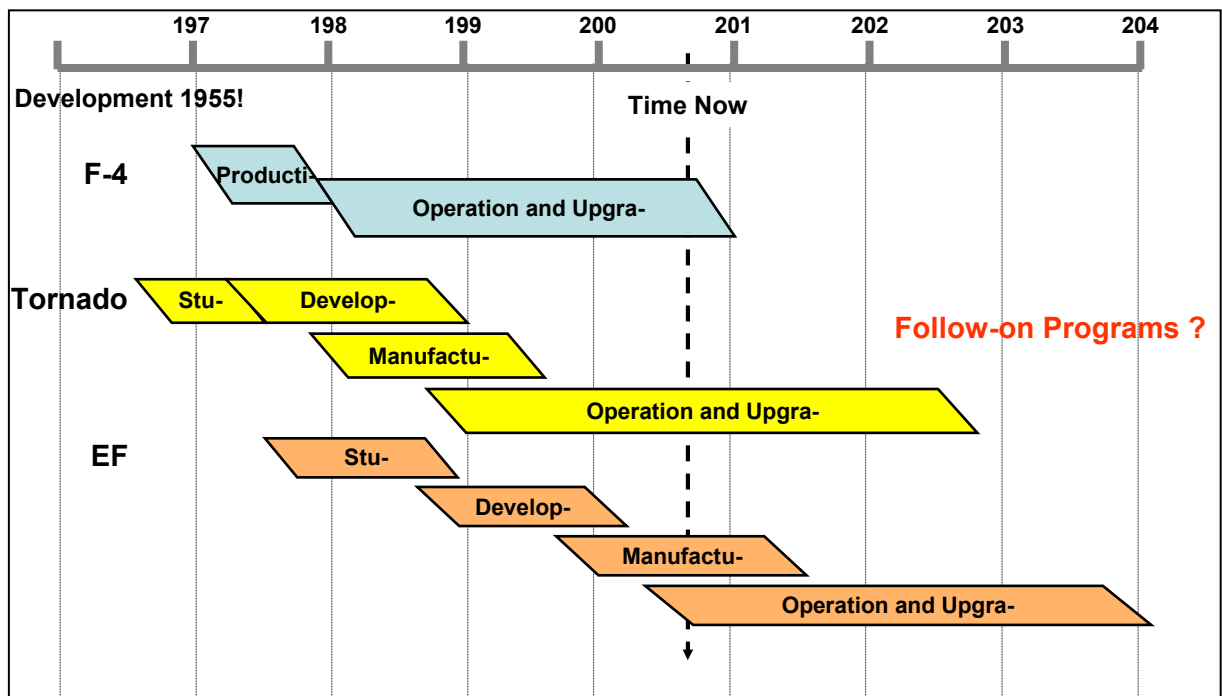 197 198 199 200 201 202 203 204
Development 1955!
Time Now
F-4
Producti-
Operation and Upgra-
Tornado
Stu-
Develop-
Follow-on Programs ?
Manufactu-
Operation and Upgra-
EF
Stu-
Develop-
Manufactu-
Operation and Upgra-